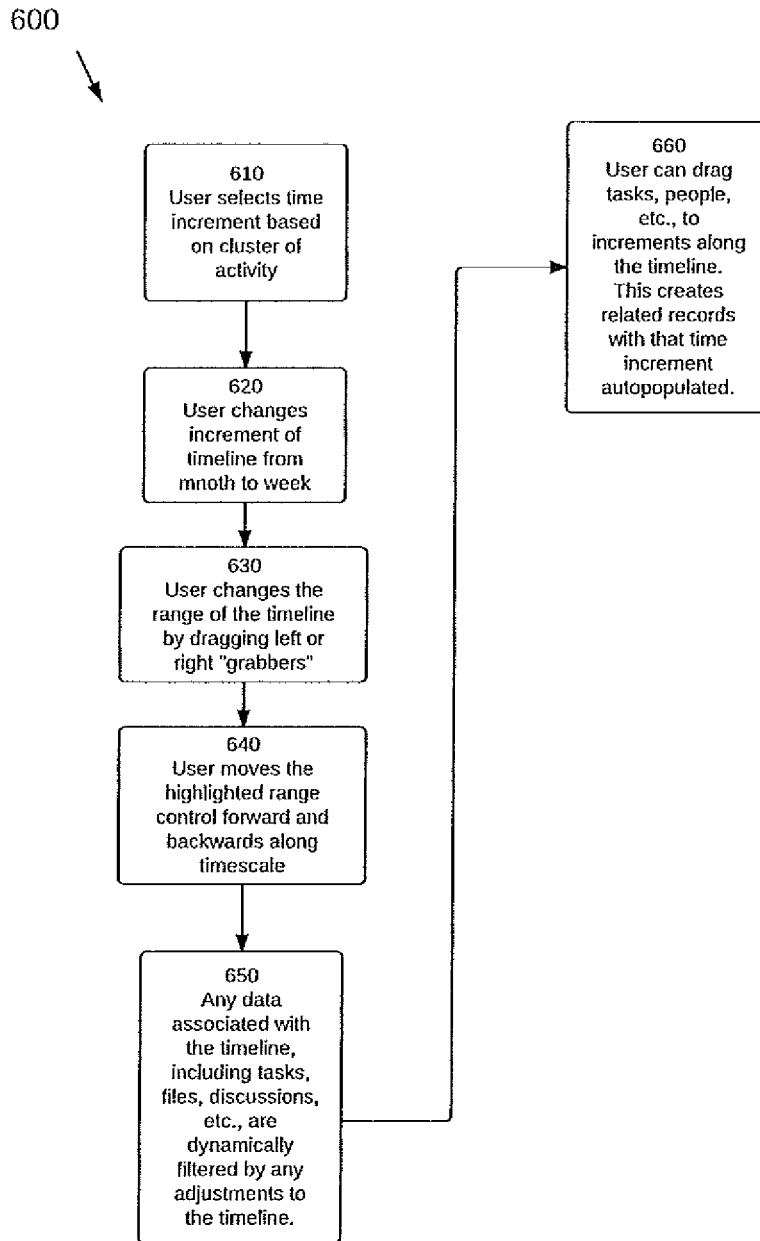 600
610
User selects time
increment based
on cluster of
activity
620
User changes
increment of
timeline from
mnoth to week
630
User changes the
range of the timeline
by dragging left or
right "grabbers"
640
User moves the
highlighted range
control forward and
backwards along
timescale
650
Any data
associated with
the timeline,
including tasks,
files, discussions,
etc., are
dynamically
filtered by any
adjustments to
the timeline.
660
User can drag
tasks, people,
etc., to
increments along
the timeline.
This creates
related records
with that time
increment
autopopulated.